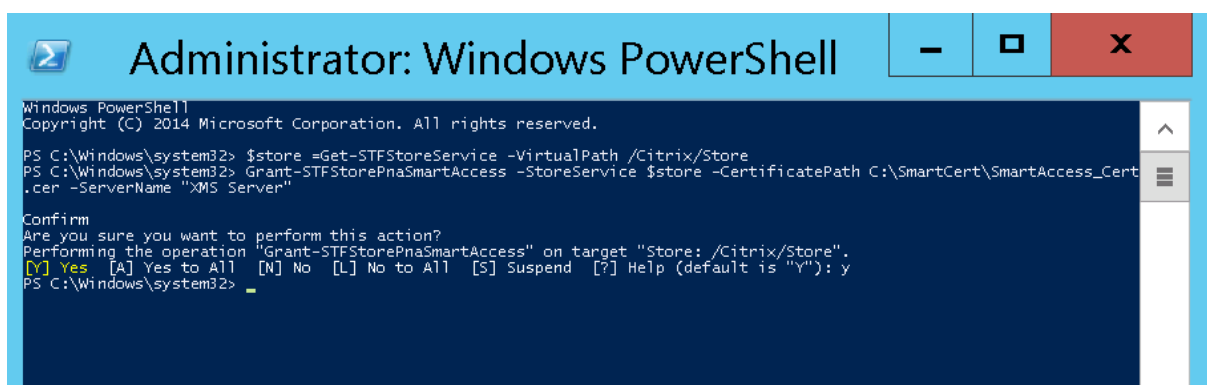 Administrator: Windows PowerShell
Windows PowerShell
Copyright (C) 2014 Microsoft Corporation. All rights reserved.
PS C:\Windows\system32> $store =Get-STFStoreService -VirtualPath /Citrix/Store
PS C:\Windows\system32> Grant-STFStorePnaSmartAccess -StoreService $store -CertificatePath C:\SmartCert\SmartAccess_Cert
.cer -ServerName "XMS Server"
Confirm
Are you sure you want to perform this action?
Performing the operation "Grant-STFStorePnaSmartAccess" on target "Store: /Citrix/Store".
[Y] Yes  [A] Yes to All  [N] No  [L] No to All  [S] Suspend  [?] Help (default is "Y"): y
PS C:\Windows\system32> _